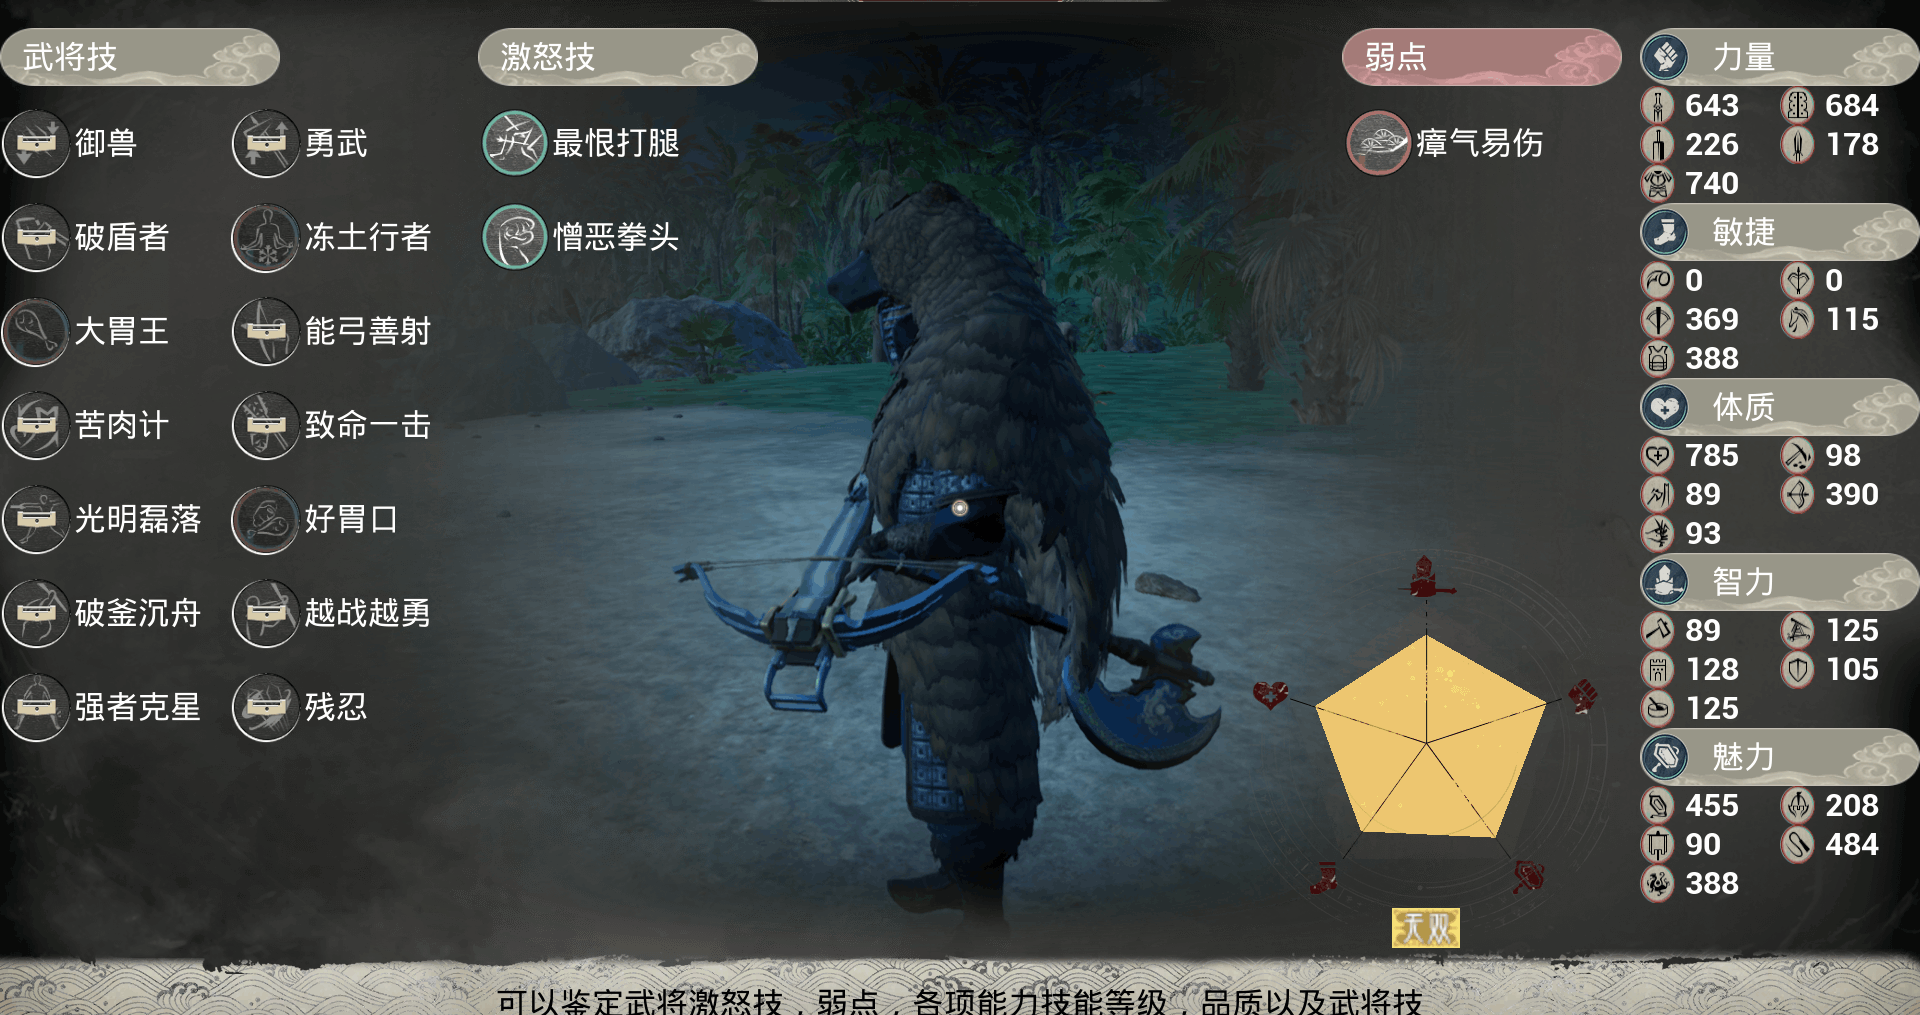 武将技
御兽 勇武
破盾者 冻土行者
大胃王 能弓善射
苦肉计 致命一击
光明磊落 好胃口
破釜沉舟 越战越勇
强者克星 残忍
激怒技
最恨打腿
憎恶拳头
弱点
瘴气易伤
力量
643 684
226 178
740
敏捷
0 0
369 115
388
体质
785 98
89 390
93
智力
89 125
128 105
125
魅力
455 208
90 484
388
无双
可以鉴定武将激怒技，弱点，各项能力技能等级，品质以及武将技